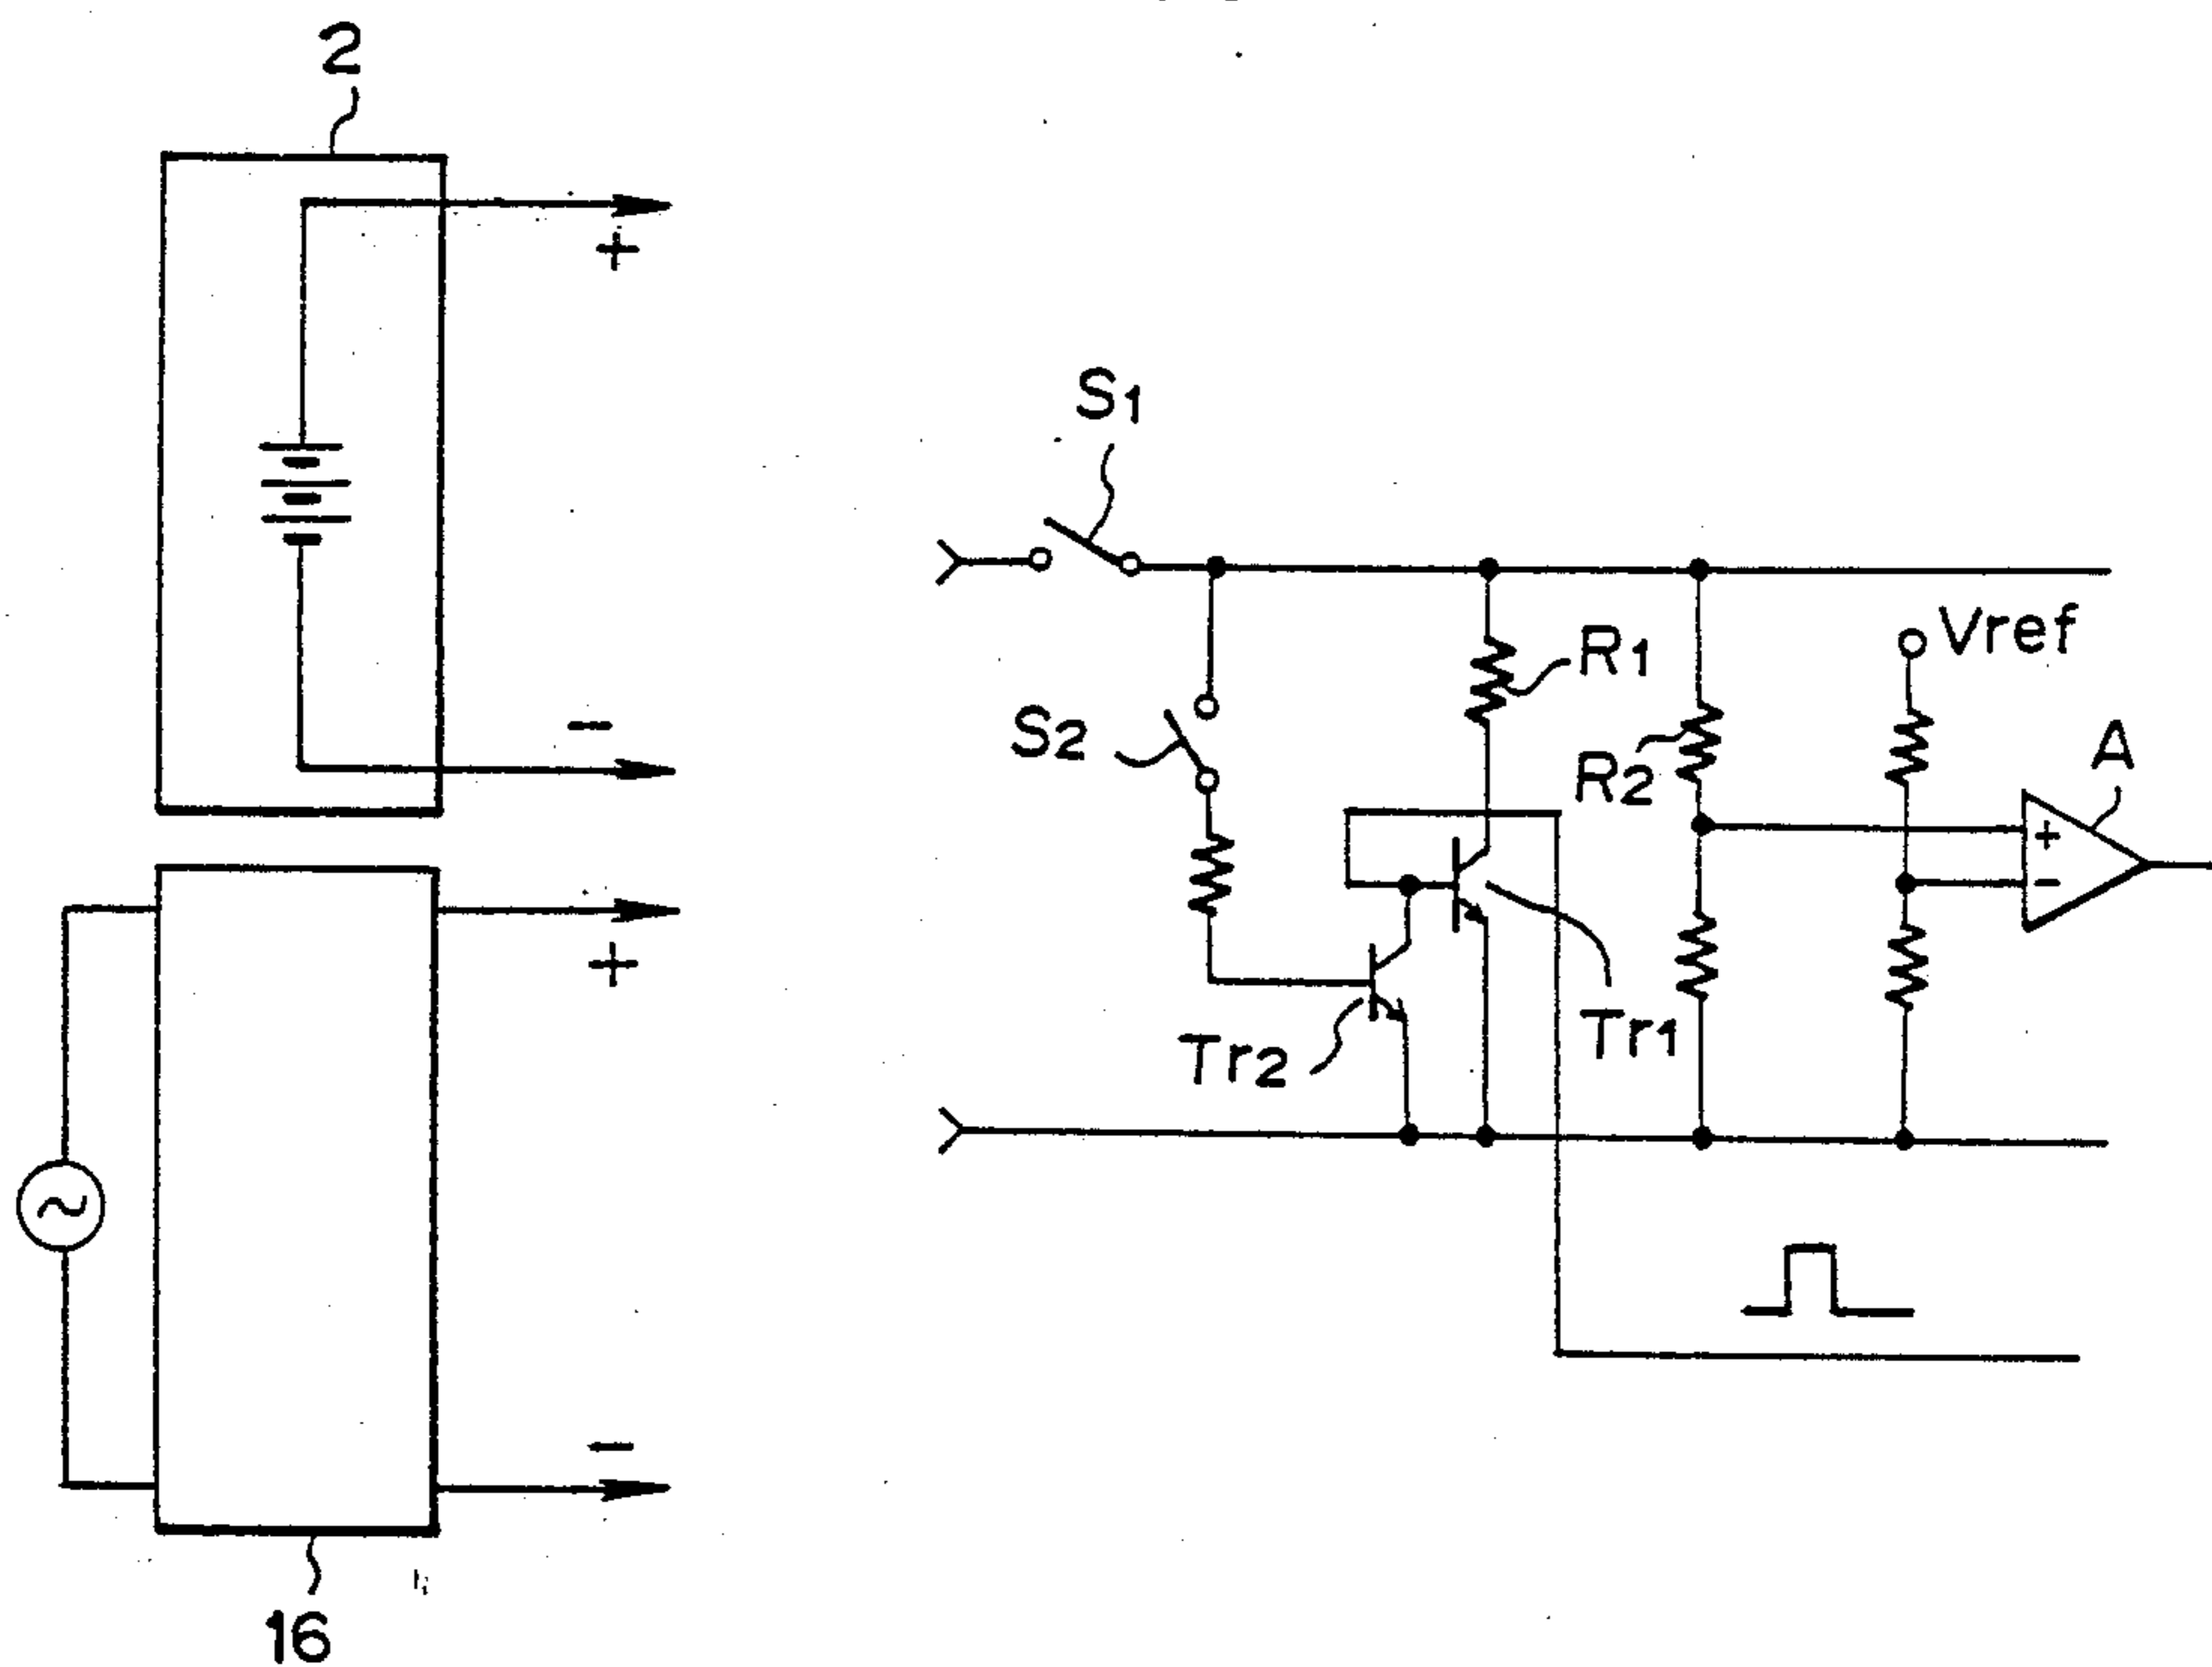 2
+
-
S1
Vref
R1
S2
R2
A
+
-
Tr1
Tr2
+
-
16